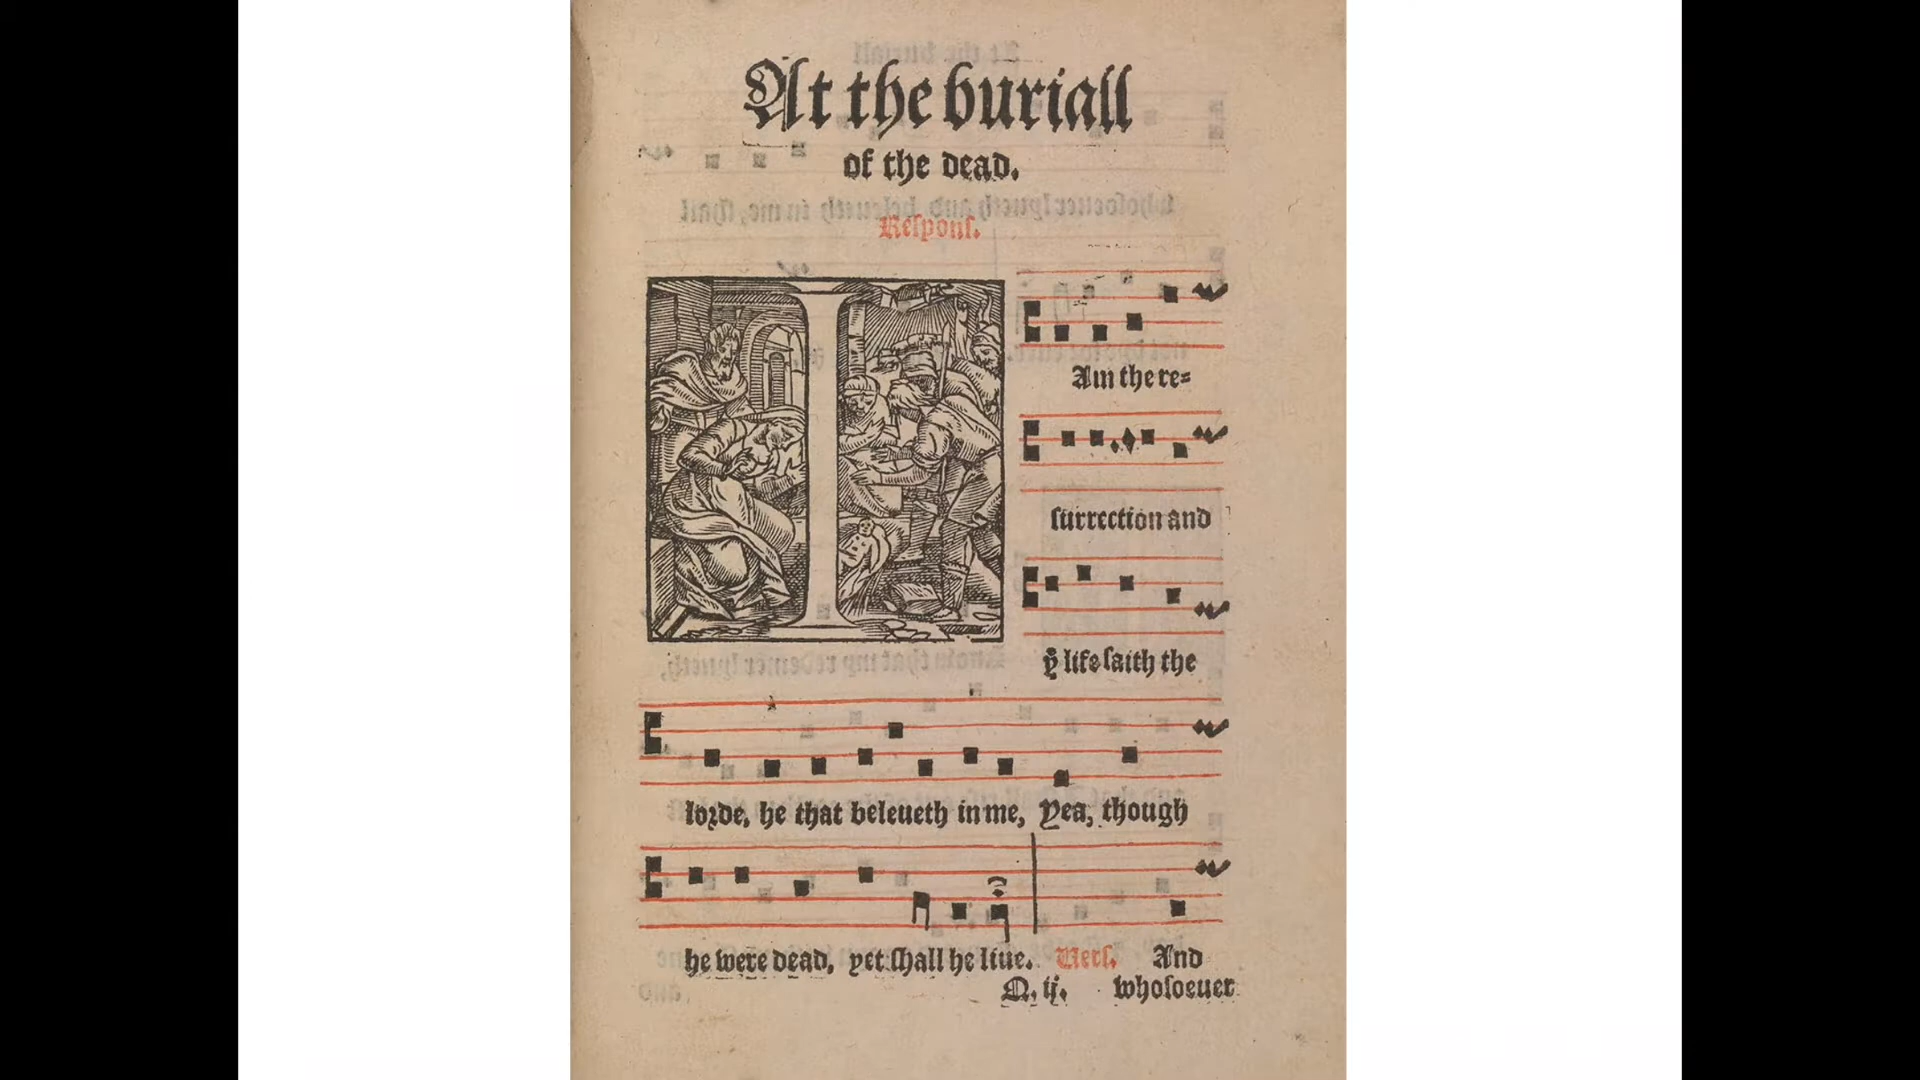 At the buriall
of the dead.
Respons.
I
Am the re=
surrection and
yͤ life saith the
lorde, he that beleueth in me, yea, though
he were dead, yet shall he liue. Vers. And
whosoeuer